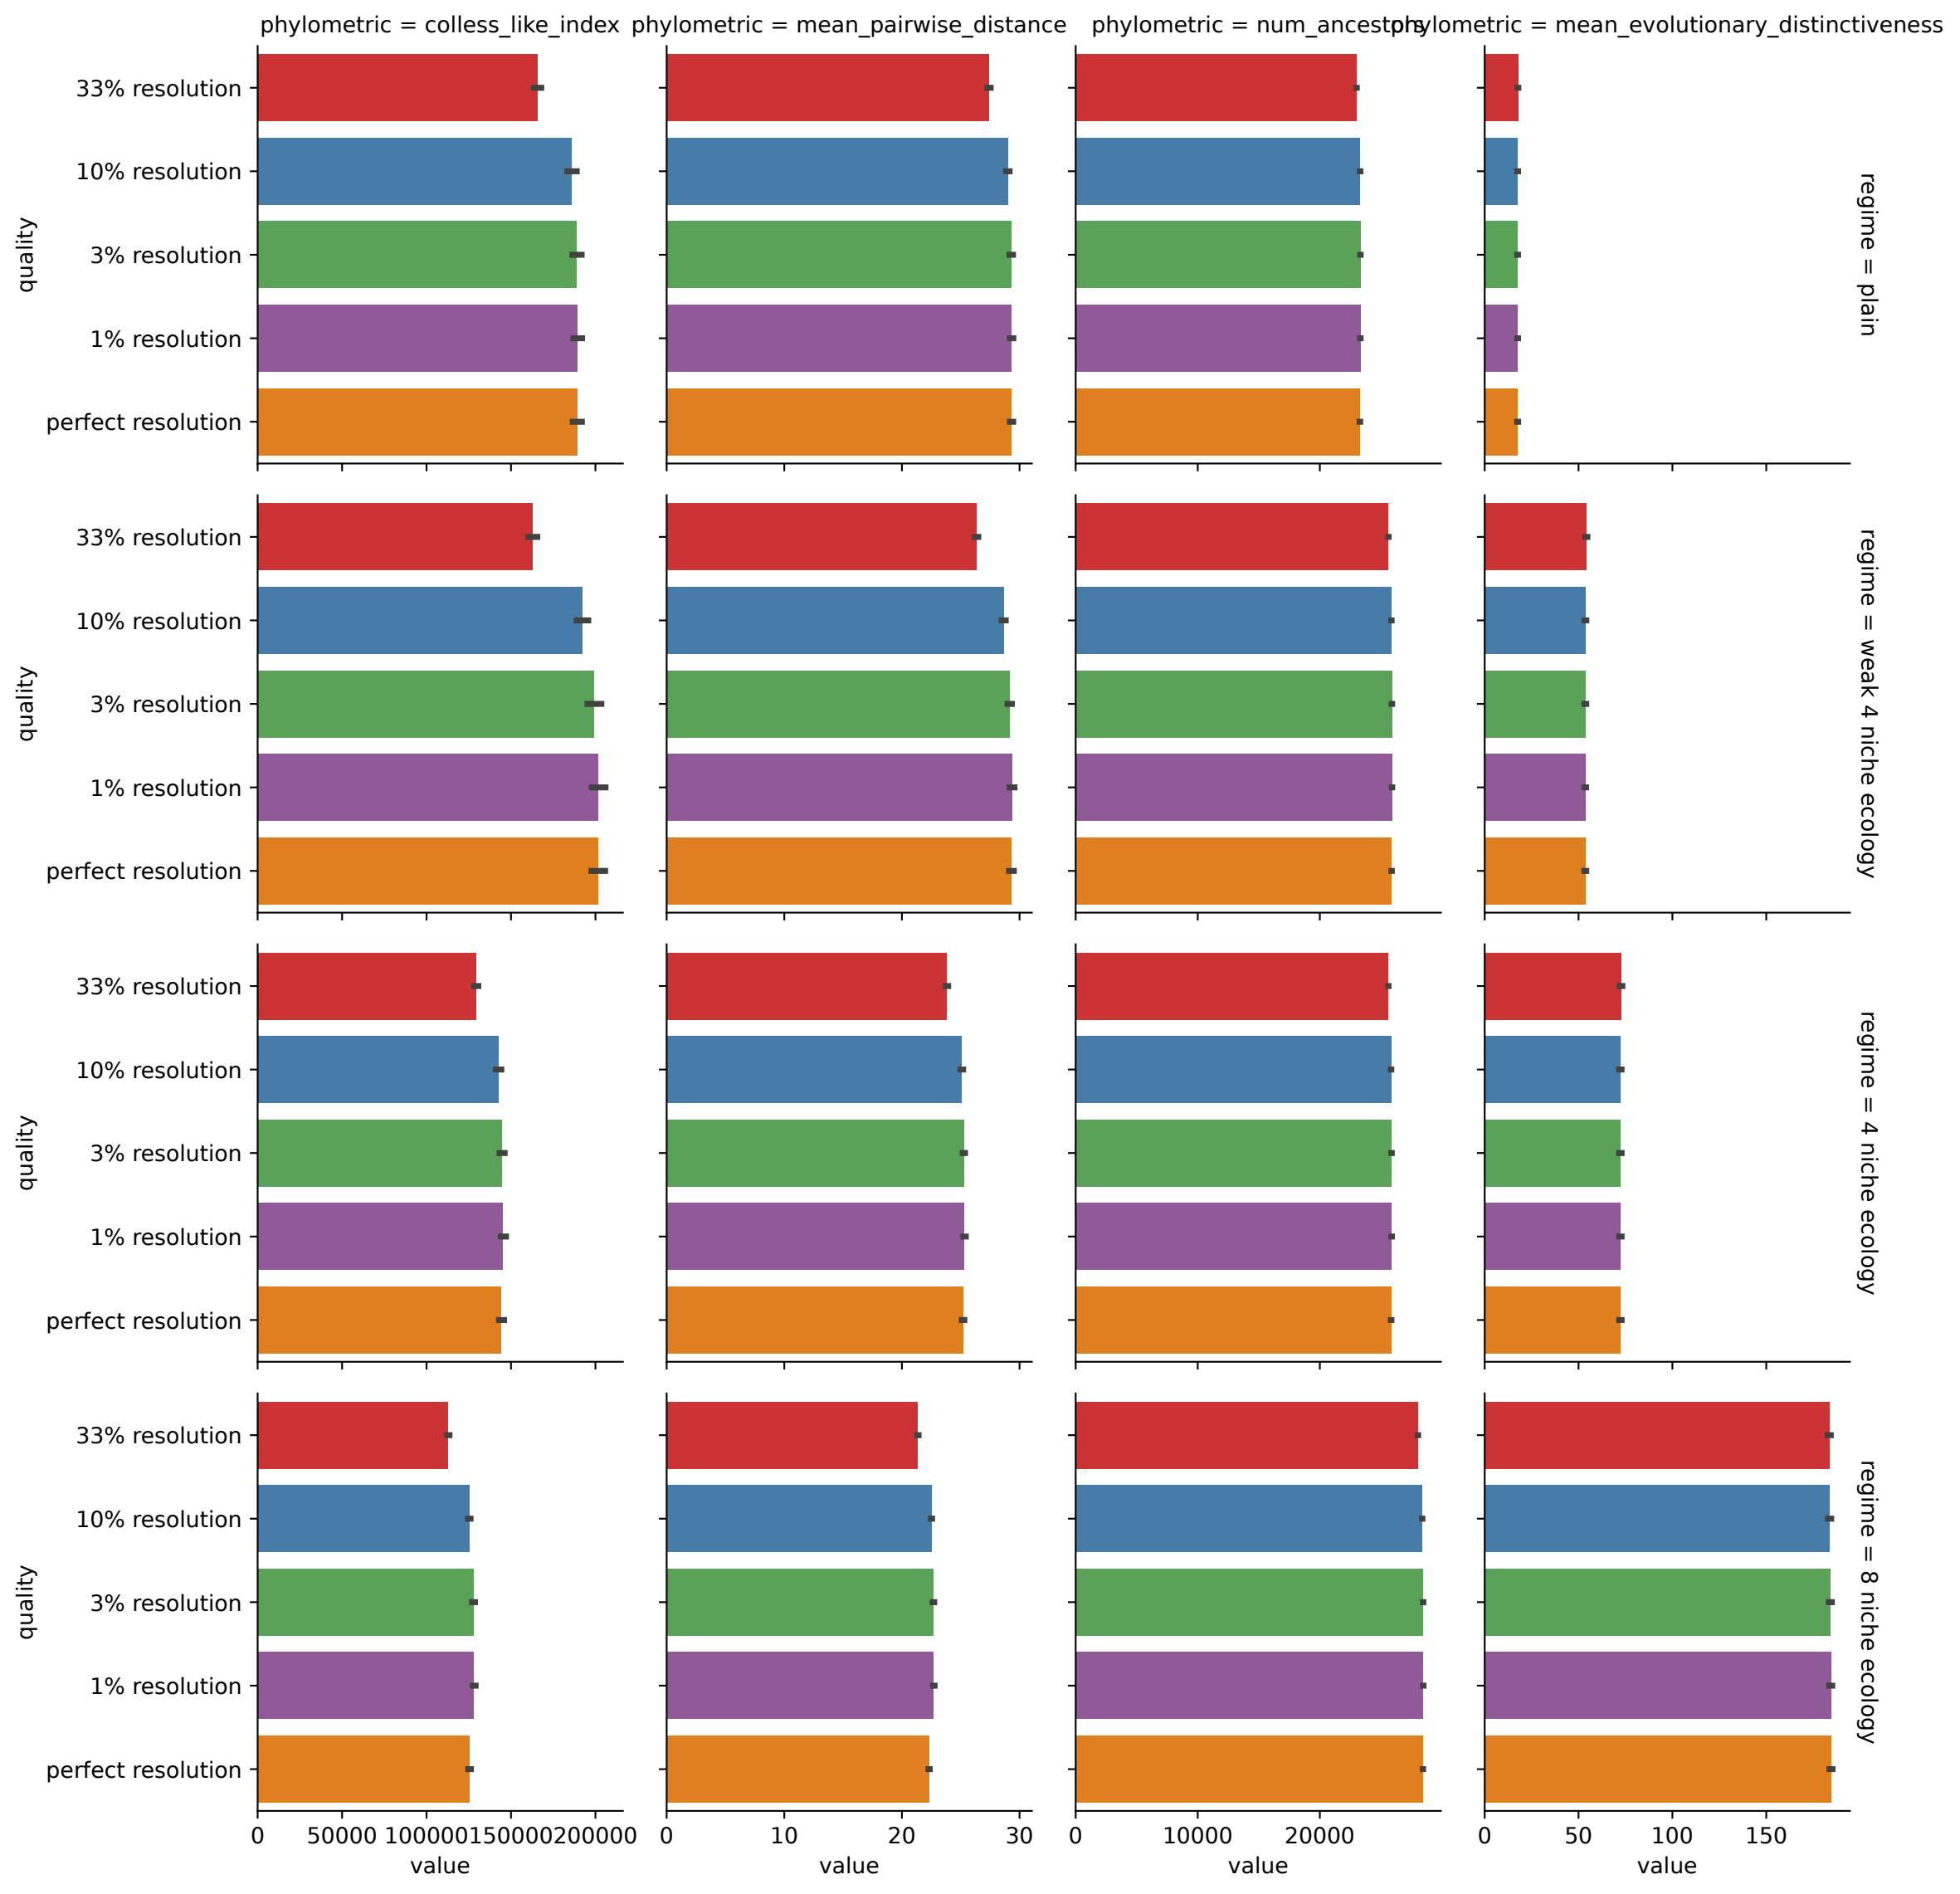 phylometric = colless_like_index
phylometric = mean_pairwise_distance
phylometric = num_ancestors
phylometric = mean_evolutionary_distinctiveness
quality
33% resolution
10% resolution
3% resolution
1% resolution
perfect resolution
regime = plain
quality
33% resolution
10% resolution
3% resolution
1% resolution
perfect resolution
regime = weak 4 niche ecology
quality
33% resolution
10% resolution
3% resolution
1% resolution
perfect resolution
regime = 4 niche ecology
quality
33% resolution
10% resolution
3% resolution
1% resolution
perfect resolution
regime = 8 niche ecology
0 50000 100000 150000 200000
0 10 20 30
0 10000 20000
0 50 100 150
value
value
value
value